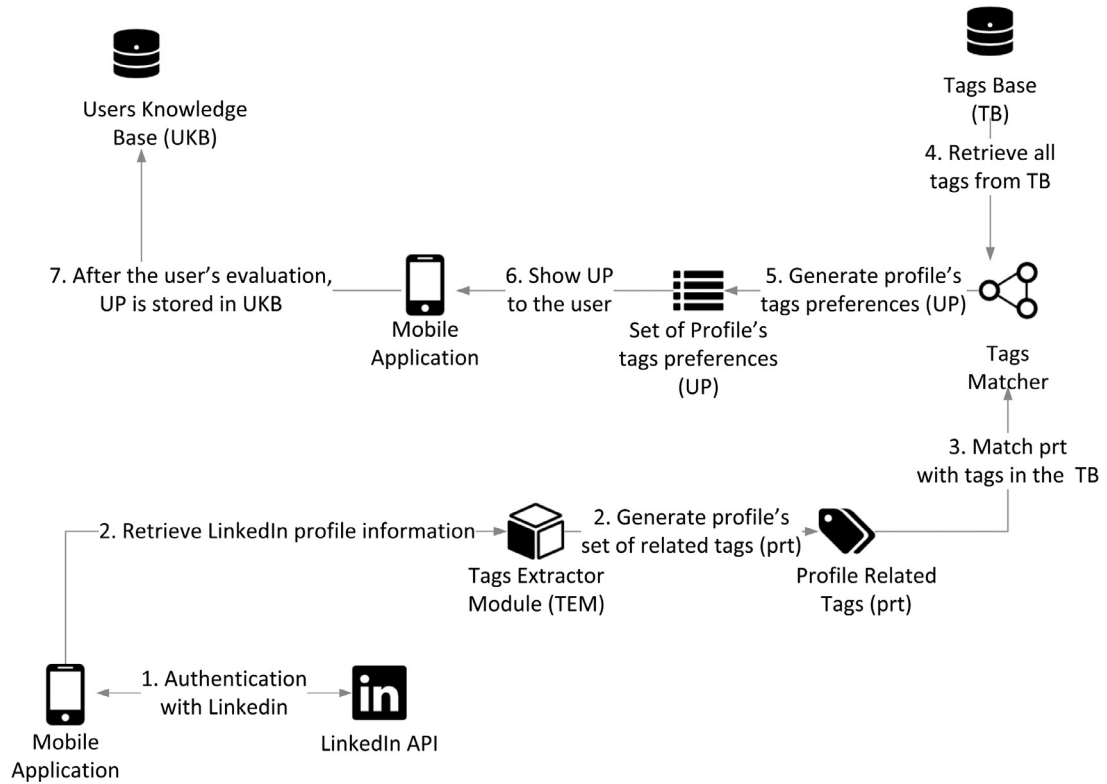 Users Knowledge
Base (UKB)
Tags Base
(TB)
4. Retrieve all
tags from TB
7. After the user's evaluation,
UP is stored in UKB
Mobile
Application
6. Show UP
to the user
Set of Profile's
tags preferences
(UP)
5. Generate profile's
tags preferences (UP)
Tags
Matcher
3. Match prt
with tags in the TB
2. Retrieve LinkedIn profile information
Tags Extractor
Module (TEM)
2. Generate profile's
set of related tags (prt)
Profile Related
Tags (prt)
1. Authentication
with Linkedin
Mobile
Application
in
LinkedIn API